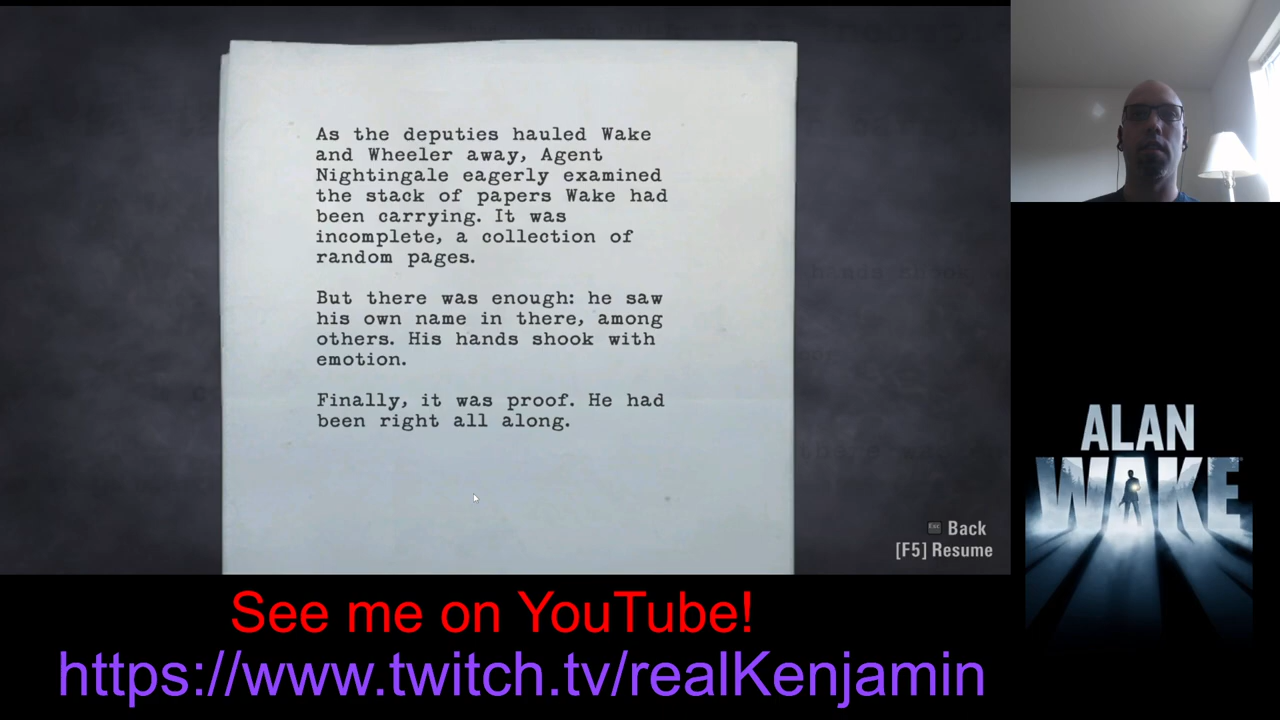 As the deputies hauled Wake
and Wheeler away, Agent
Nightingale eagerly examined
the stack of papers Wake had
been carrying. It was
incomplete, a collection of
random pages.
But there was enough: he saw
his own name in there, among
others. His hands shook with
emotion.
Finally, it was proof. He had
been right all along.
Esc Back
[F5] Resume
ALAN
WAKE
See me on YouTube!
https://www.twitch.tv/realKenjamin